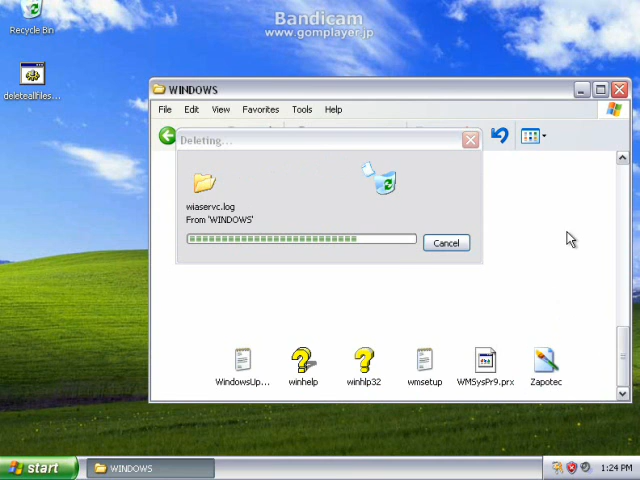 Bandicam
www.gomplayer.jp
Recycle Bin
deleteallfiles...
WINDOWS
File Edit View Favorites Tools Help
Deleting...
wiaservc.log
From 'WINDOWS'
Cancel
WindowsUp... winhelp winhlp32 wmsetup WMSysPr9.prx Zapotec
start WINDOWS 1:24 PM